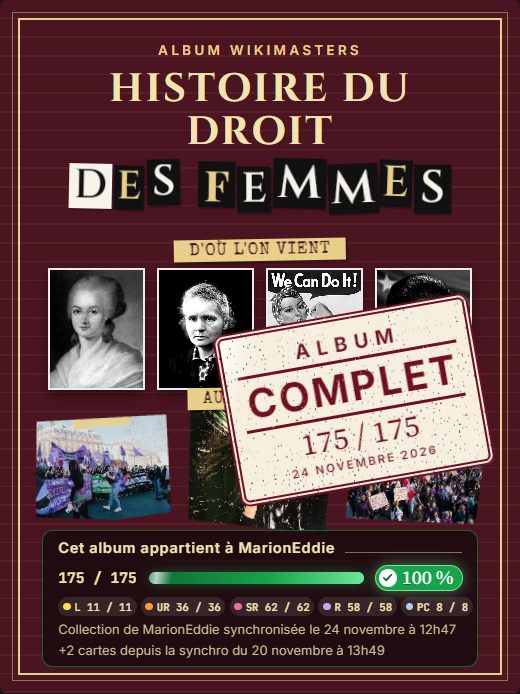 ALBUM WIKIMASTERS
HISTOIRE DU
DROIT
DES FEMMES
D'OÙ L'ON VIENT
We Can Do It!
AU
ALBUM
COMPLET
175 / 175
24 NOVEMBRE 2026
Cet album appartient à MarionEddie
175 / 175
100 %
L 11 / 11
UR 36 / 36
SR 62 / 62
R 58 / 58
PC 8 / 8
Collection de MarionEddie synchronisée le 24 novembre à 12h47
+2 cartes depuis la synchro du 20 novembre à 13h49